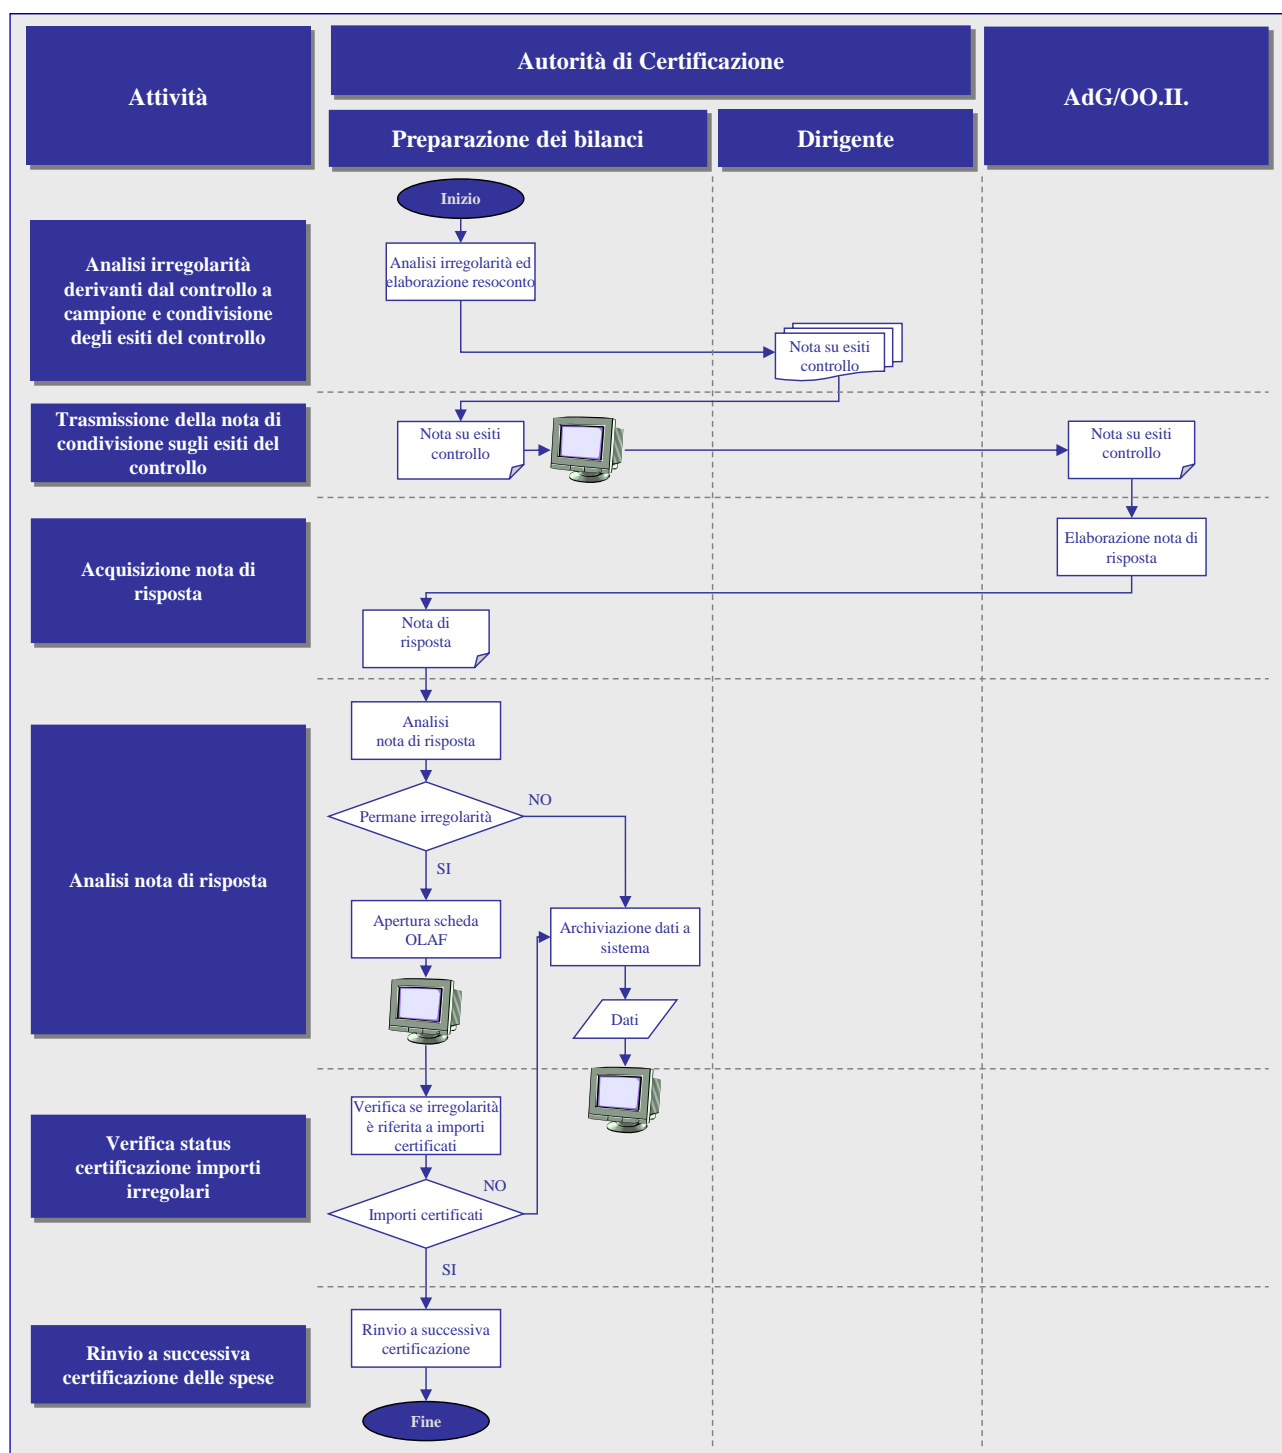 Attività
Autorità di Certificazione
AdG/OO.II.
Preparazione dei bilanci
Dirigente
Inizio
Analisi irregolarità
derivanti dal controllo a
campione e condivisione
degli esiti del controllo
Analisi irregolarità ed
elaborazione resoconto
Nota su esiti
controllo
Trasmissione della nota di
condivisione sugli esiti del
controllo
Nota su esiti
controllo
Nota su esiti
controllo
Acquisizione nota di
risposta
Elaborazione nota di
risposta
Nota di
risposta
Analisi nota di risposta
Analisi
nota di risposta
Permane irregolarità
NO
SI
Apertura scheda
OLAF
Archiviazione dati a
sistema
Dati
Verifica status
certificazione importi
irregolari
Verifica se irregolarità
è riferita a importi
certificati
NO
Importi certificati
SI
Rinvio a successiva
certificazione delle spese
Rinvio a successiva
certificazione
Fine